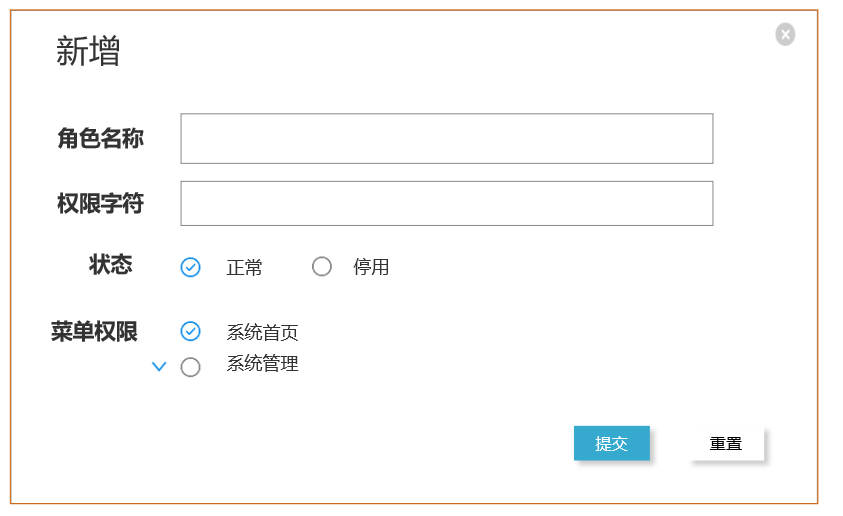 新增
角色名称
权限字符
状态 正常 停用
菜单权限 系统首页
系统管理
提交 重置